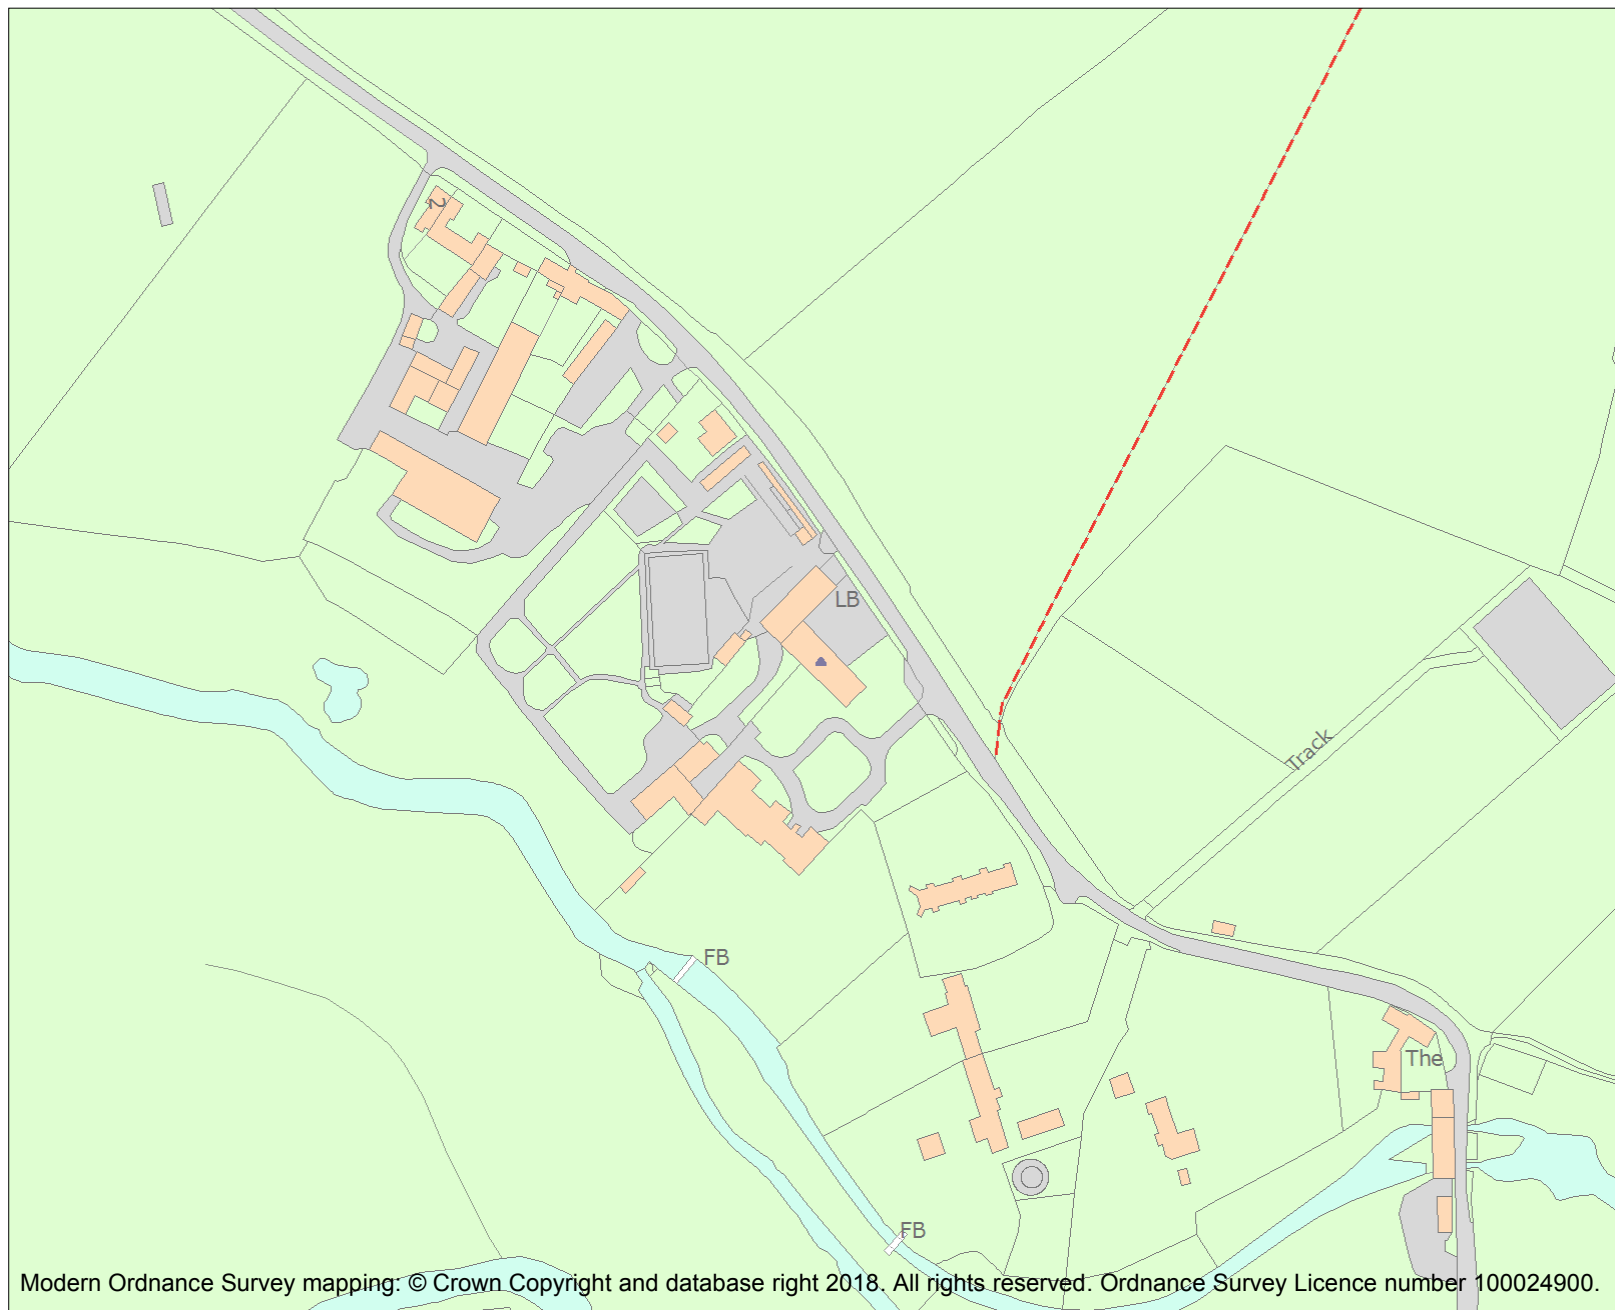 2
LB
Track
FB
The
FB
Modern Ordnance Survey mapping: © Crown Copyright and database right 2018. All rights reserved. Ordnance Survey Licence number 100024900.